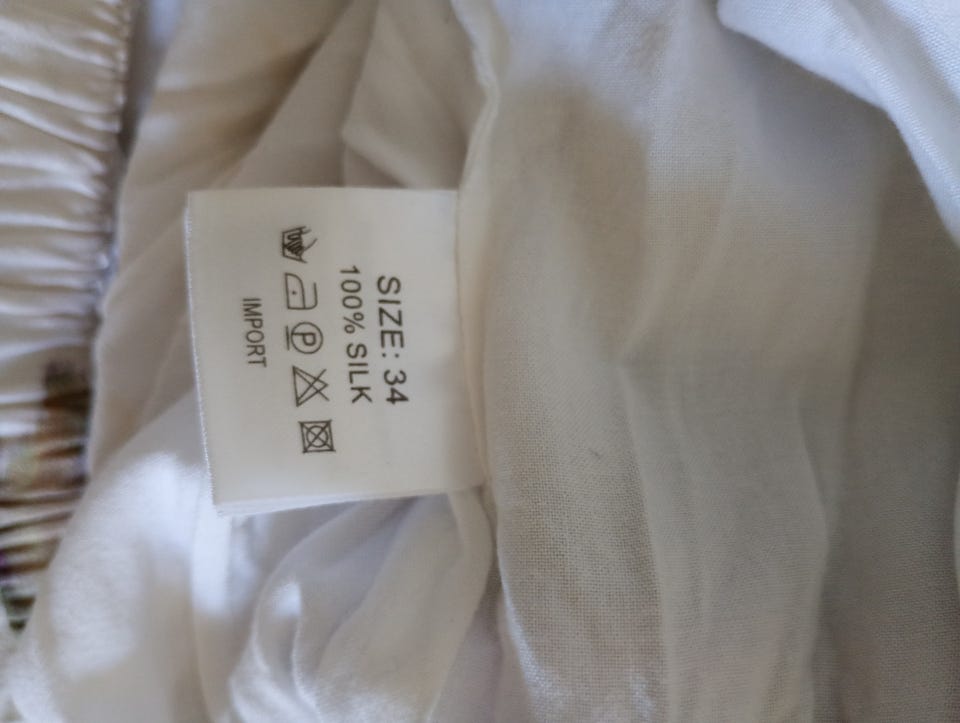 SIZE: 34
100% SILK
P
IMPORT